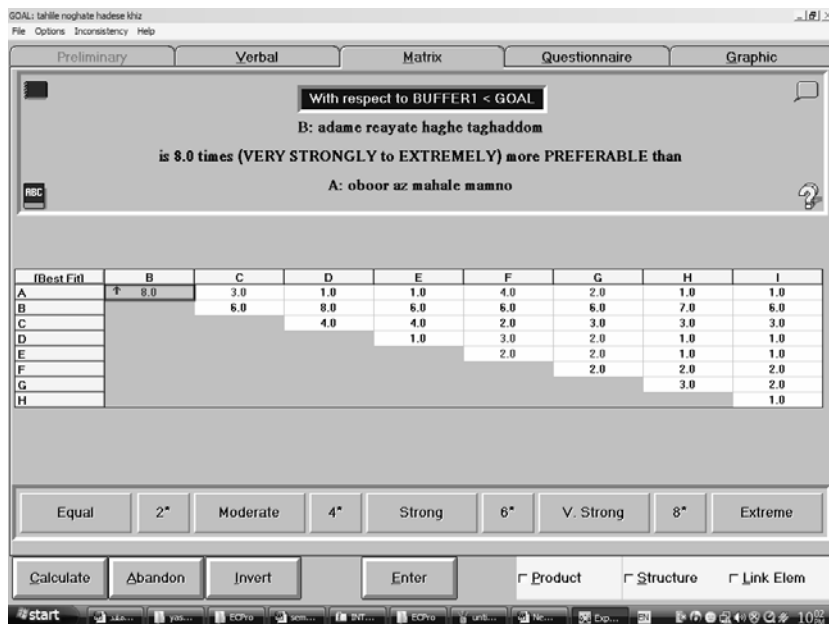 GOAL: tahlile noghate hadese khiz
File Options Inconsistency Help
Preliminary Verbal Matrix Questionnaire Graphic
With respect to BUFFER1 < GOAL
B: adame reayate haghe taghaddom
is 8.0 times (VERY STRONGLY to EXTREMELY) more PREFERABLE than
ABC
A: oboor az mahale mamno
[Best Fit] B C D E F G H I
A 8.0 3.0 1.0 1.0 4.0 2.0 1.0 1.0
B 6.0 8.0 6.0 6.0 6.0 7.0 6.0
C 4.0 4.0 2.0 3.0 3.0 3.0
D 1.0 3.0 2.0 1.0 1.0
E 2.0 2.0 1.0 1.0
F 2.0 2.0 2.0
G 3.0 2.0
H 1.0
Equal 2* Moderate 4* Strong 6* V. Strong 8* Extreme
Calculate Abandon Invert Enter Product Structure Link Elem
start yas... ECPro sem... INT... ECPro unti... Ne... Exp... EN